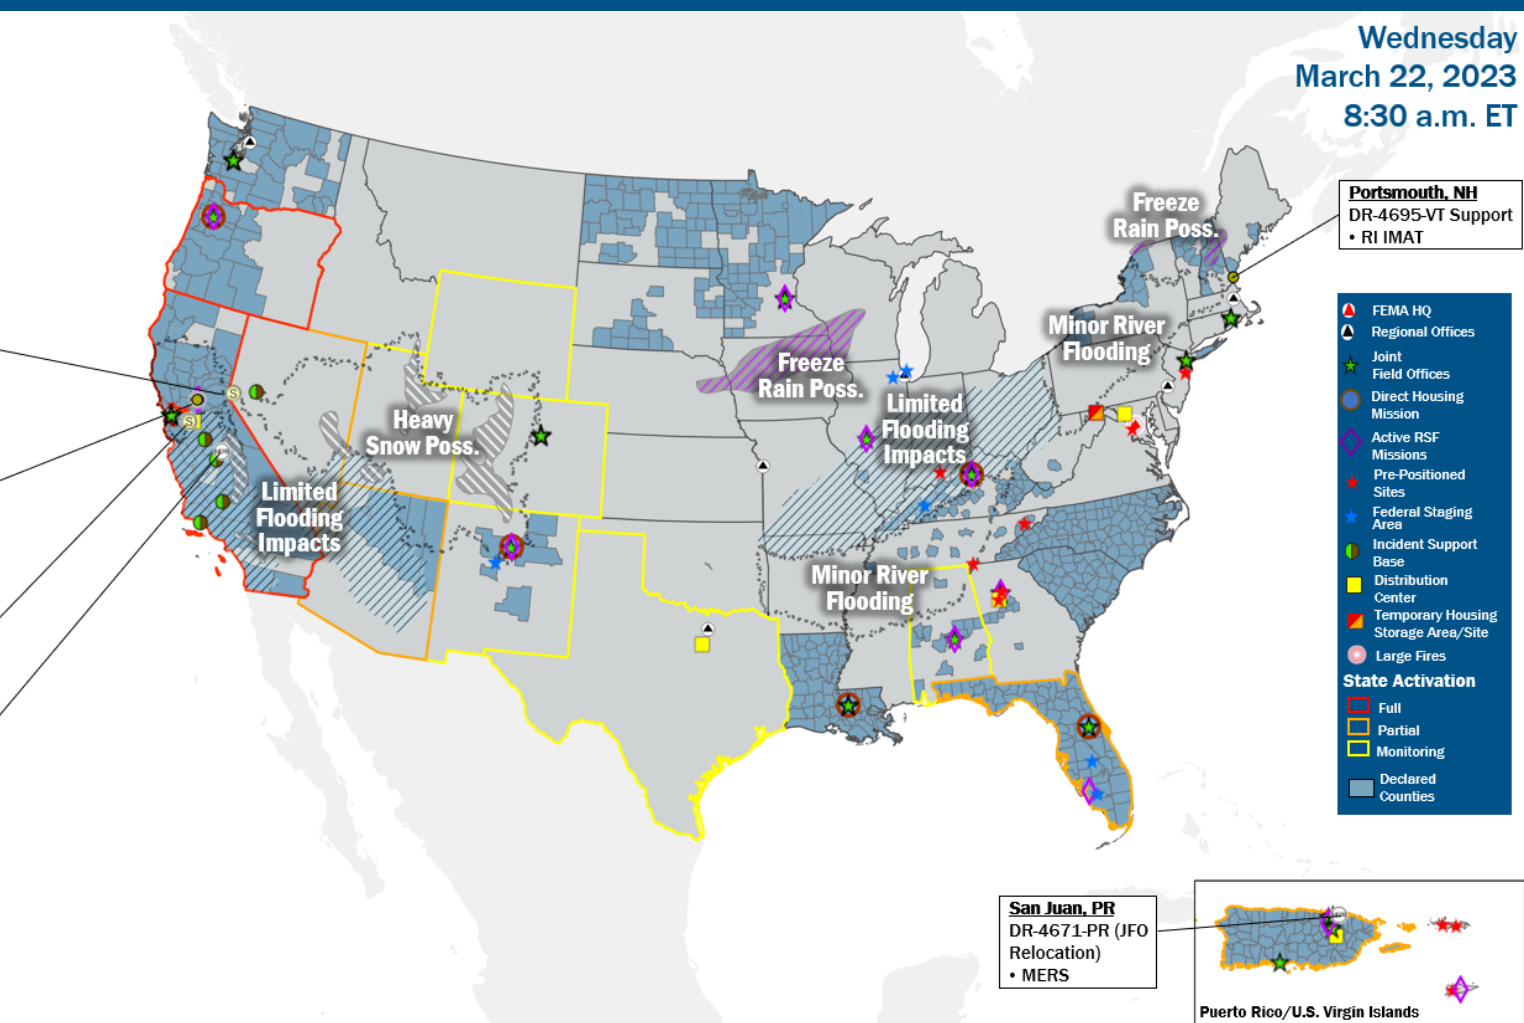 Wednesday
March 22, 2023
8:30 a.m. ET
Portsmouth, NH
DR-4695-VT Support
• RI IMAT
Freeze
Rain Poss.
Minor River
Flooding
Freeze
Rain Poss.
Limited
Flooding
Impacts
Heavy
Snow Poss.
Limited
Flooding
Impacts
Minor River
Flooding
S
S
FEMA HQ
Regional Offices
Joint
Field Offices
Direct Housing
Mission
Active RSF
Missions
Pre-Positioned
Sites
Federal Staging
Area
Incident Support
Base
Distribution
Center
Temporary Housing
Storage Area/Site
Large Fires
State Activation
Full
Partial
Monitoring
Declared
Counties
San Juan, PR
DR-4671-PR (JFO
Relocation)
• MERS
Puerto Rico/U.S. Virgin Islands